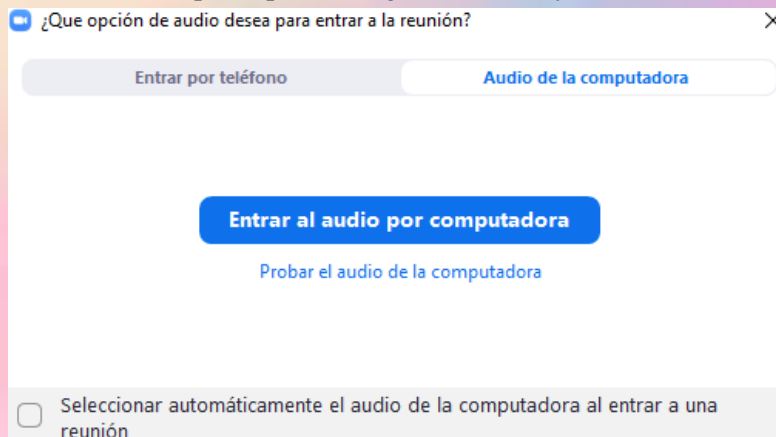 ¿Que opción de audio desea para entrar a la reunión?
Entrar por teléfono
Audio de la computadora
Entrar al audio por computadora
Probar el audio de la computadora
Seleccionar automáticamente el audio de la computadora al entrar a una
reunión